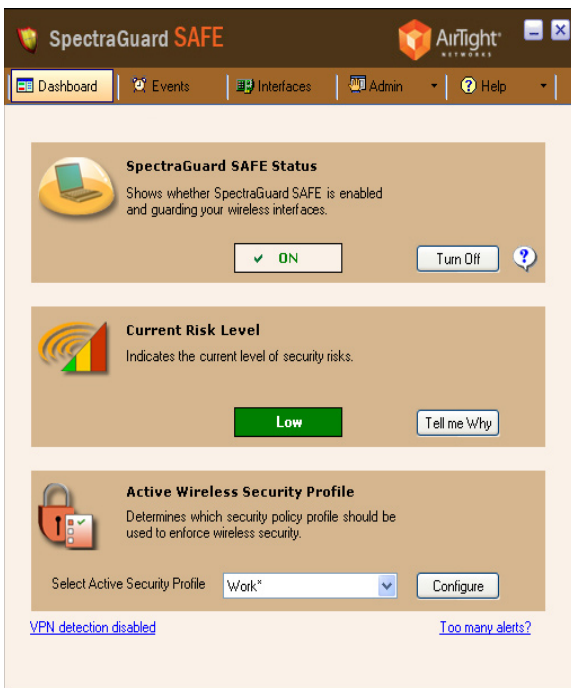 SpectraGuard SAFE
AirTight
NETWORKS
Dashboard Events Interfaces Admin Help
SpectraGuard SAFE Status
Shows whether SpectraGuard SAFE is enabled
and guarding your wireless interfaces.
ON
Turn Off
Current Risk Level
Indicates the current level of security risks.
Low
Tell me Why
Active Wireless Security Profile
Determines which security policy profile should be
used to enforce wireless security.
Select Active Security Profile Work* Configure
VPN detection disabled
Too many alerts?